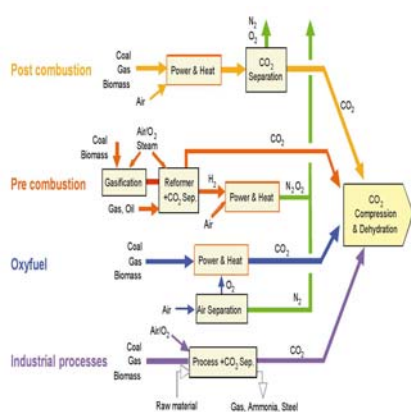 N2
O2
Coal
Gas
Biomass
Post combustion
Power & Heat
CO2
Separation
Air
CO2
Coal
Biomass
Air/O2
Steam
CO2
Pre combustion
Gasification
Reformer
+CO2 Sep.
H2
N2 O2
Power & Heat
Gas, Oil
Air
CO2
Compression
& Dehydration
Oxyfuel
Coal
Gas
Biomass
Power & Heat
CO2
O2
Air
Air Separation
N2
Air/O2
Industrial processes
Coal
Gas
Biomass
Process +CO2 Sep.
CO2
Raw material
Gas, Ammonia, Steel